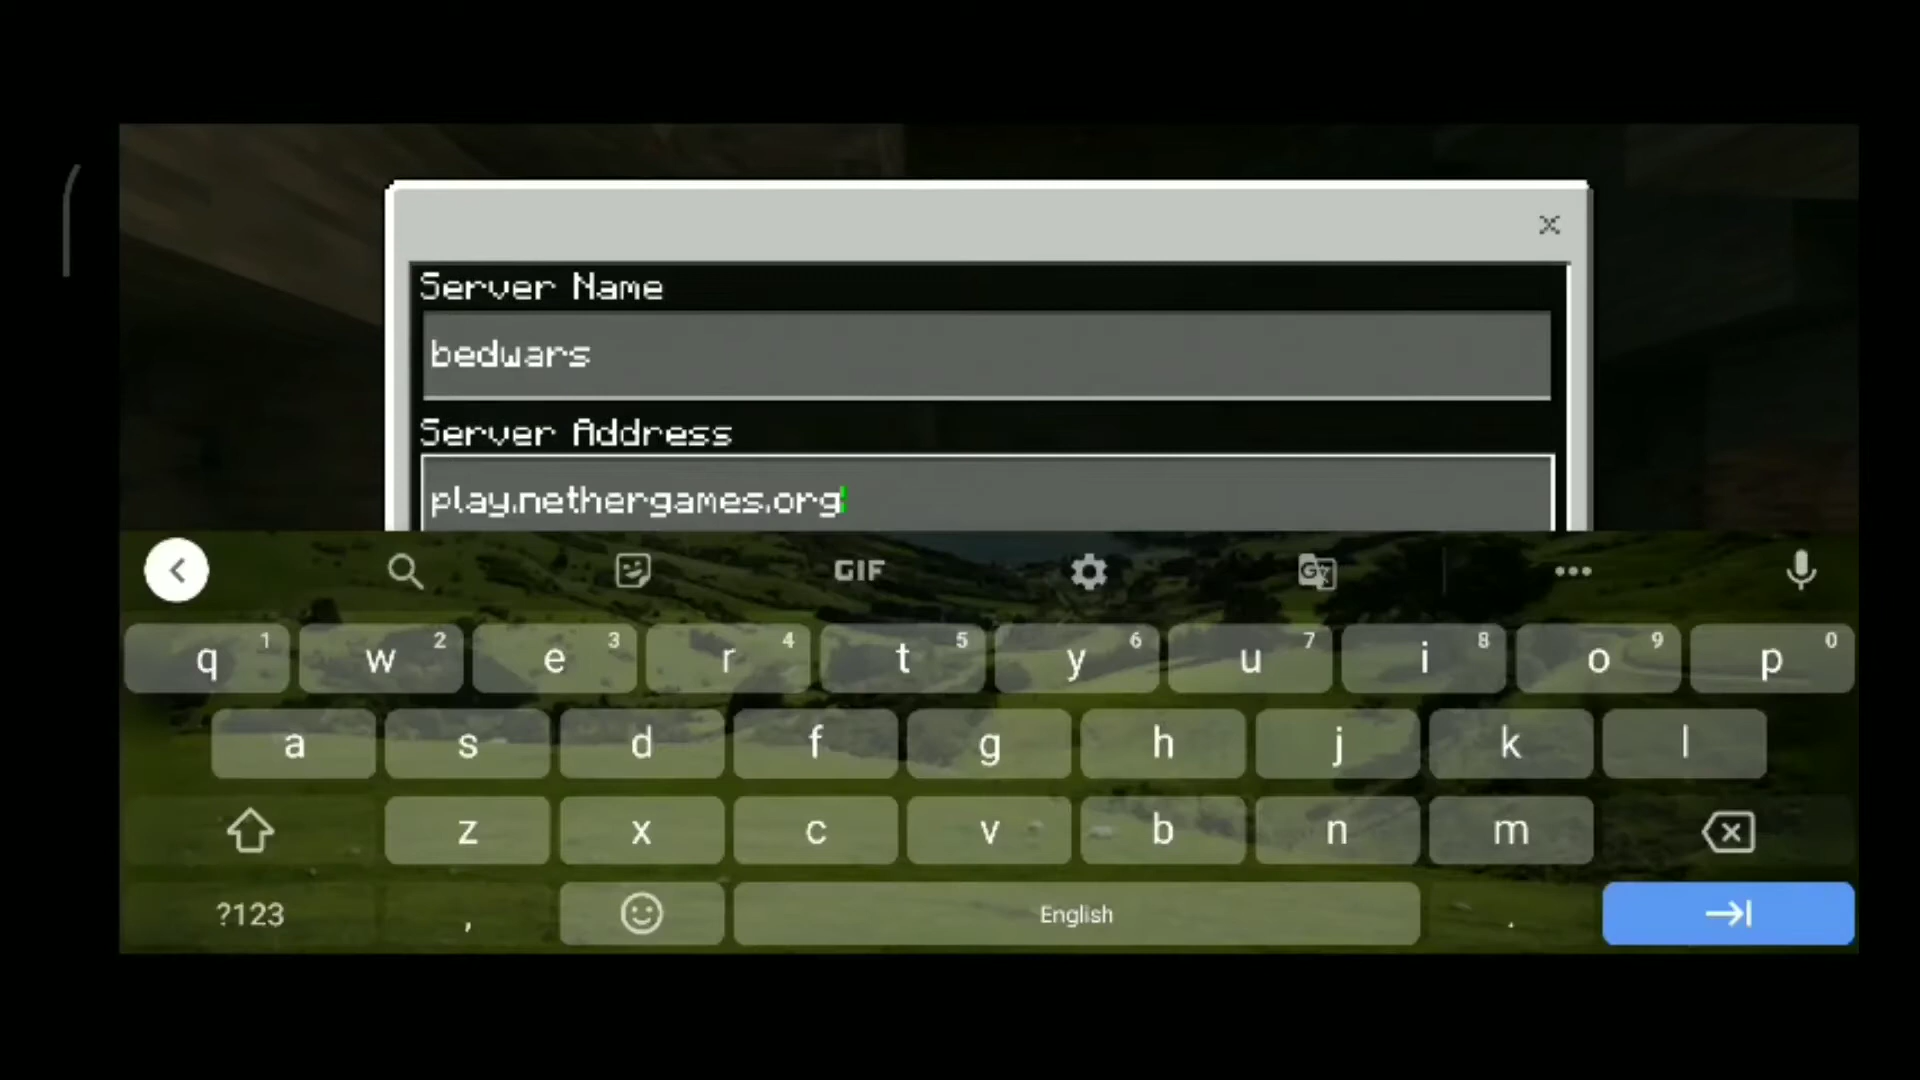 Server Name
bedwars
Server Address
play.nethergames.org
GIF
q 1 w 2 e 3 r 4 t 5 y 6 u 7 i 8 o 9 p 0
a s d f g h j k l
z x c v b n m
?123 , English .